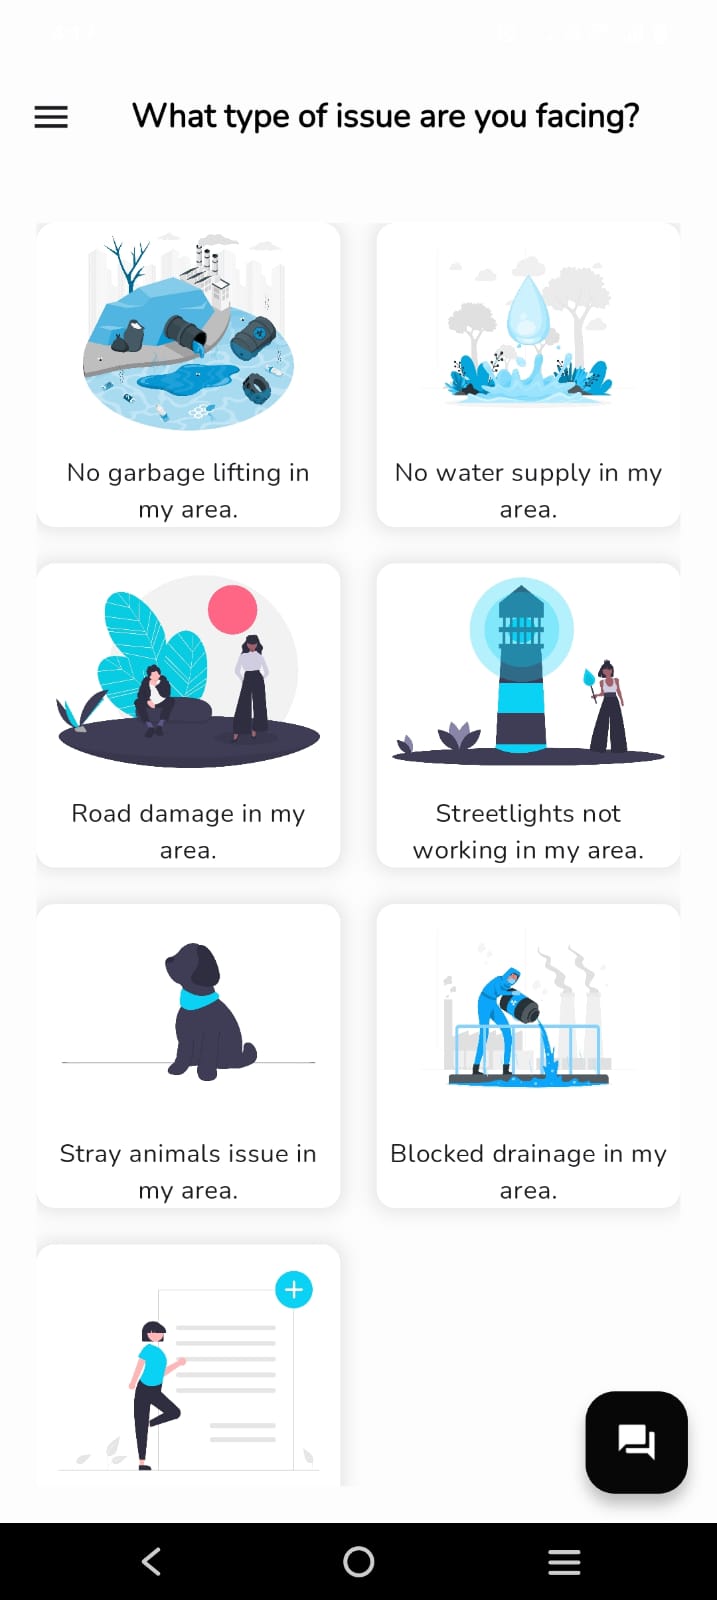 What type of issue are you facing?
No garbage lifting in
my area.
No water supply in my
area.
Road damage in my
area.
Streetlights not
working in my area.
Stray animals issue in
my area.
Blocked drainage in my
area.